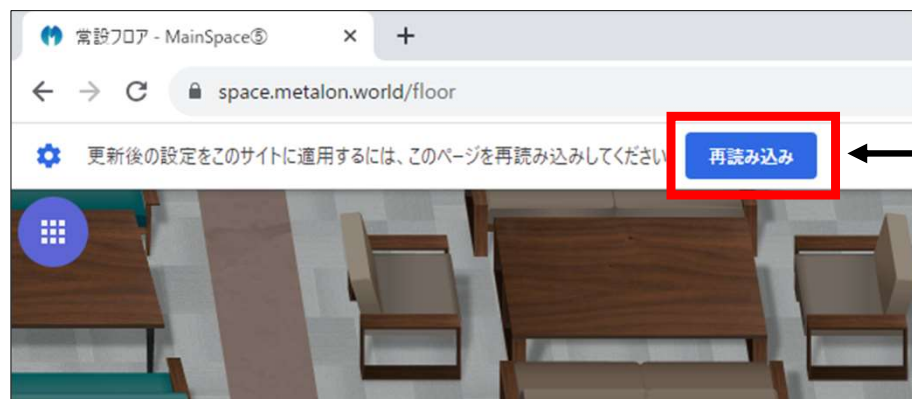 常設フロア - MainSpace⑤
space.metalon.world/floor
更新後の設定をこのサイトに適用するには、このページを再読み込みしてください
再読み込み